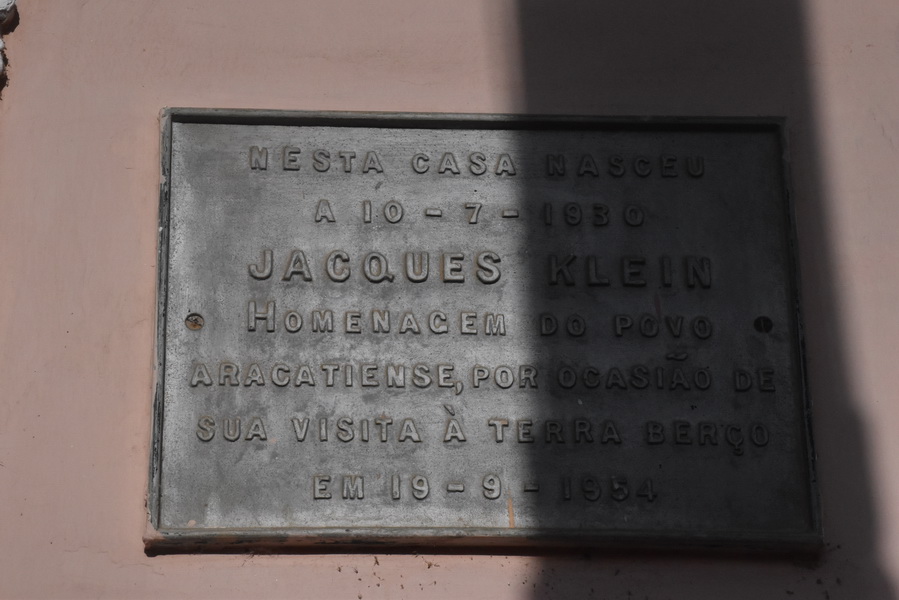 NESTA CASA NASCEU
A 10-7-1930
JACQUES KLEIN
HOMENAGEM DO POVO
ARACATIENSE, POR OCASIÃO DE
SUA VISITA À TERRA BERÇO
EM 19-9-1954